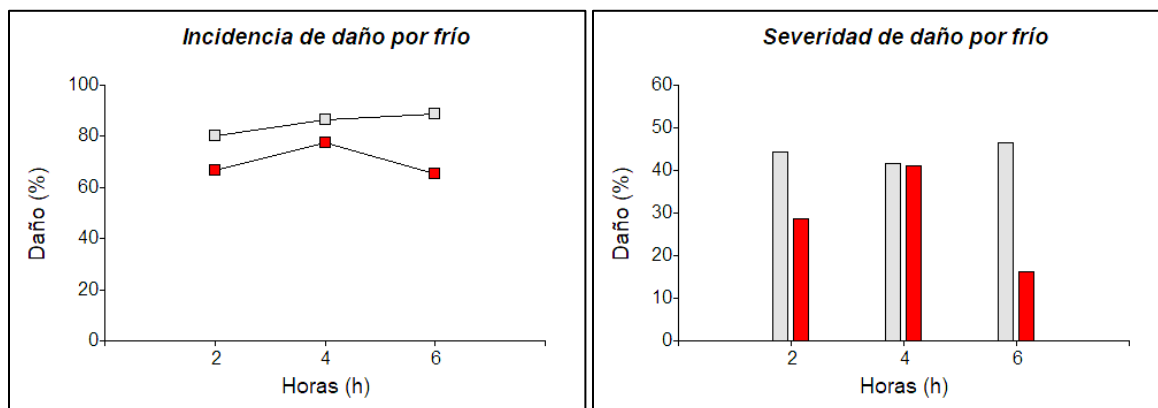 Incidencia de daño por frío
100
80
60
40
20
0
Daño (%)
2 4 6
Horas (h)
Severidad de daño por frío
60
50
40
30
20
10
0
Daño (%)
2 4 6
Horas (h)